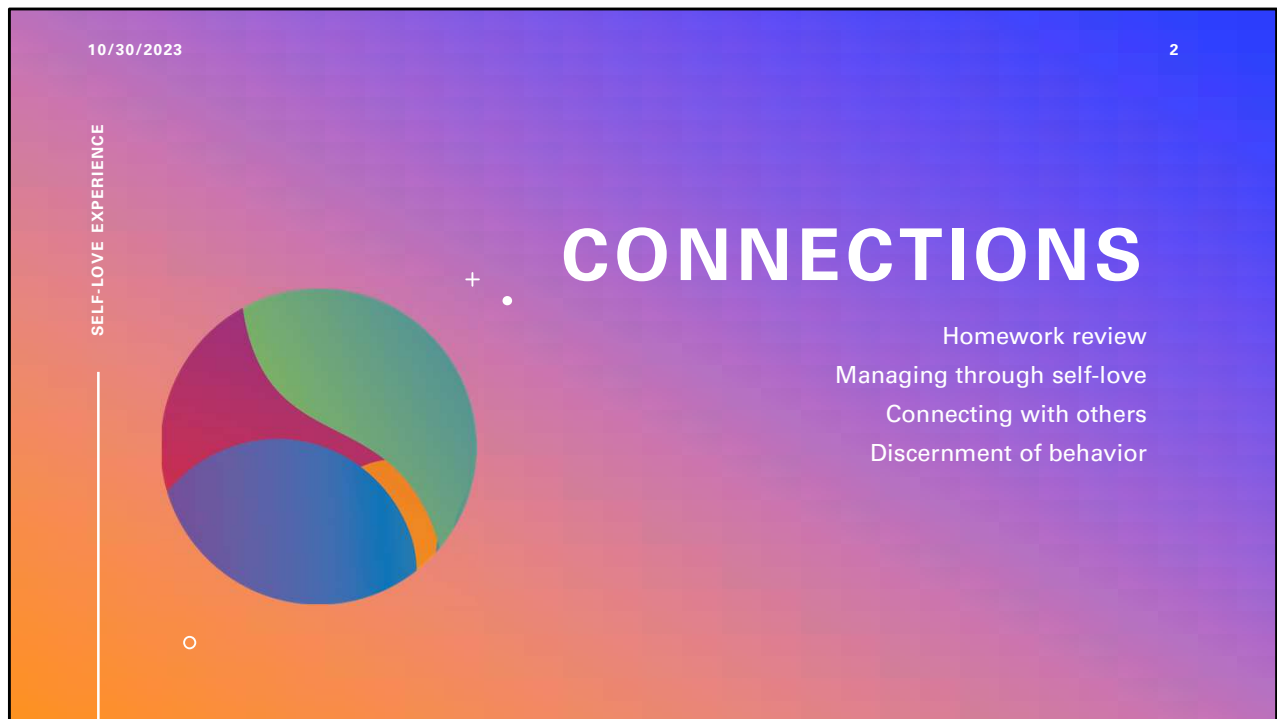 10/30/2023
2
SELF-LOVE EXPERIENCE
CONNECTIONS
Homework review
Managing through self-love
Connecting with others
Discernment of behavior